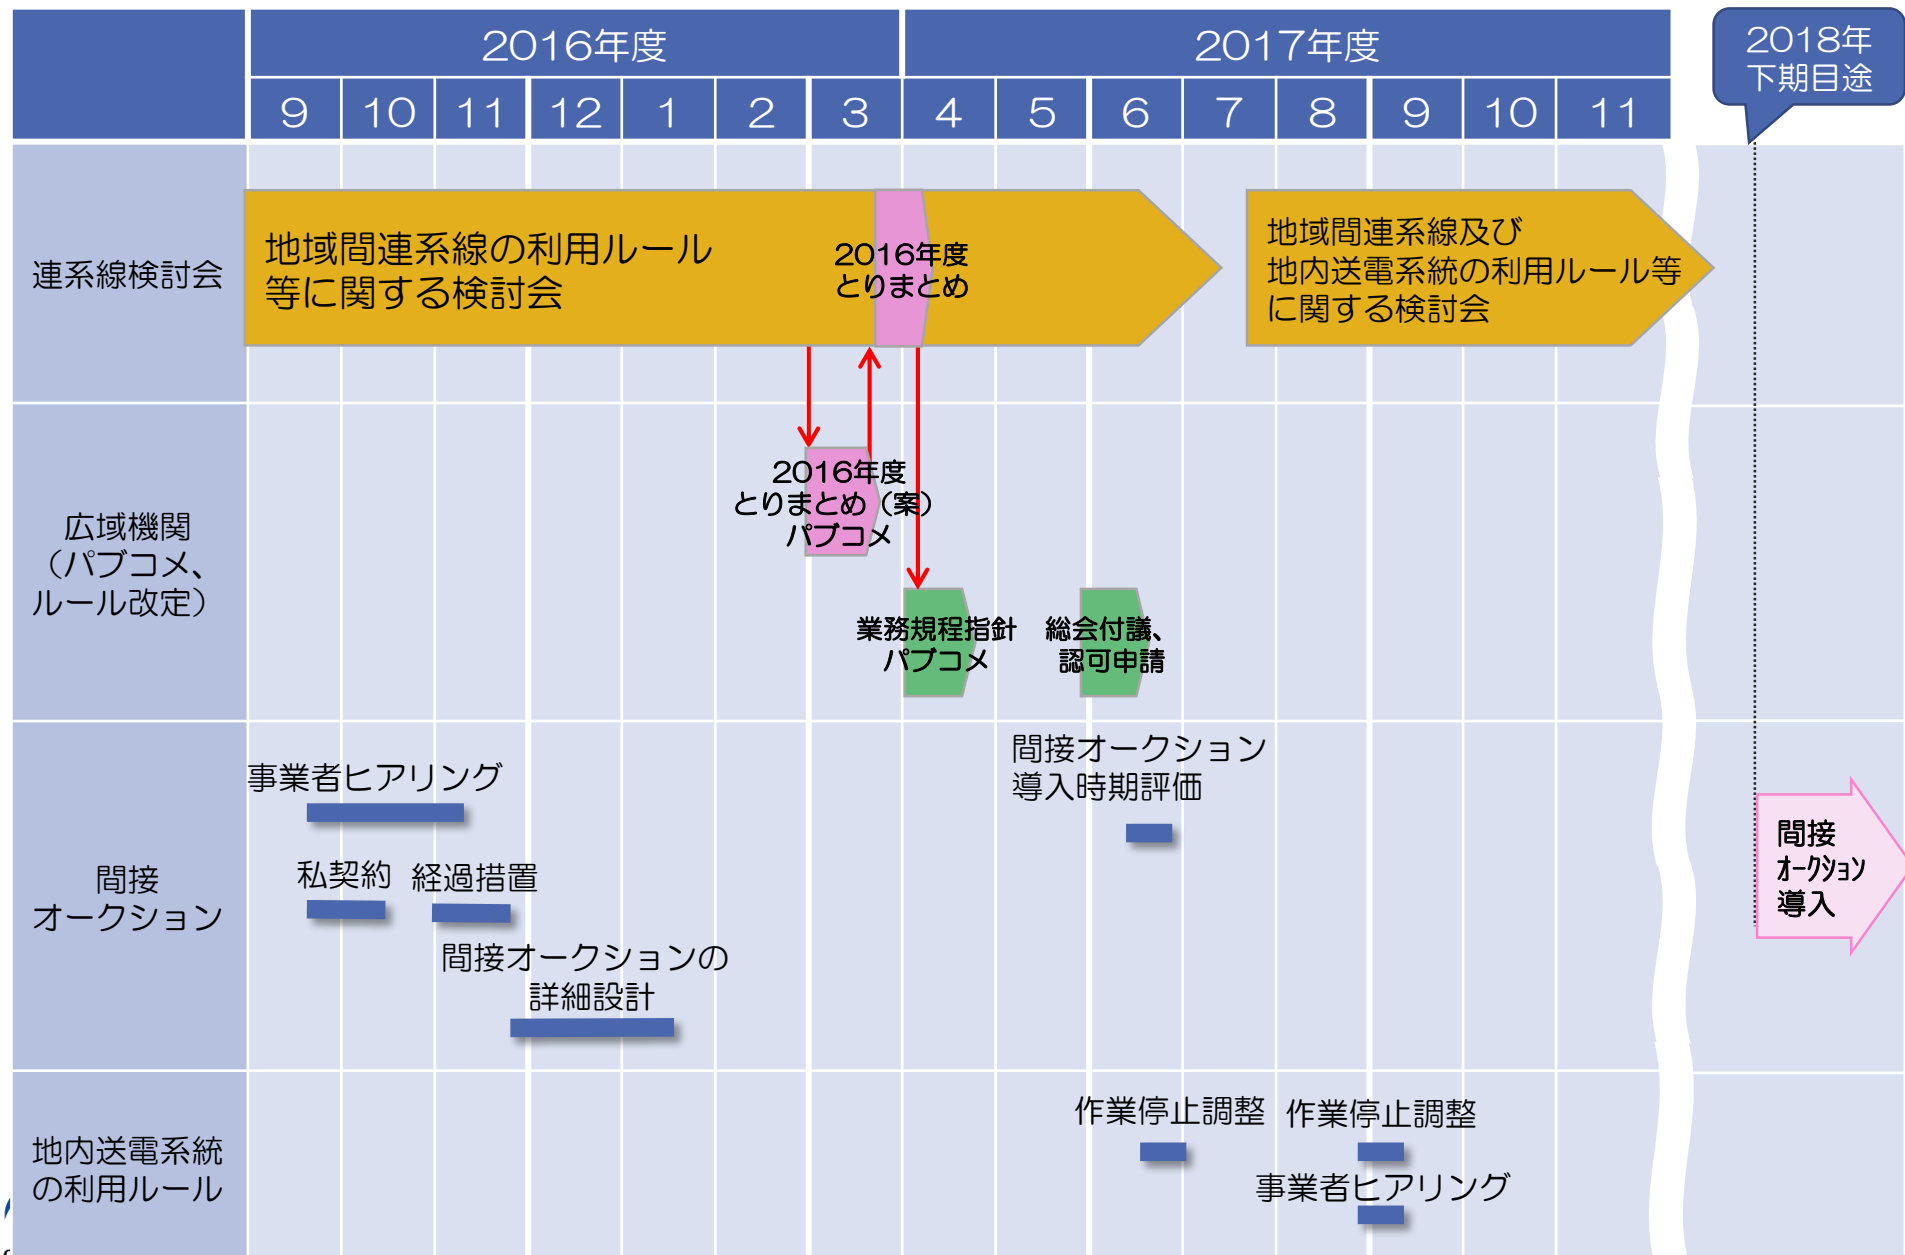 2016年度
2017年度
2018年
下期目途
9 10 11 12 1 2 3 4 5 6 7 8 9 10 11
連系線検討会
地域間連系線の利用ルール
等に関する検討会
2016年度
とりまとめ
地域間連系線及び
地内送電系統の利用ルール等
に関する検討会
広域機関
（パブコメ、
ルール改定）
2016年度
とりまとめ（案）
パブコメ
業務規程指針
パブコメ
総会付議、
認可申請
間接
オークション
事業者ヒアリング
私契約
経過措置
間接オークションの
詳細設計
間接オークション
導入時期評価
間接
ｵｰｸｼｮﾝ
導入
地内送電系統
の利用ルール
作業停止調整
作業停止調整
事業者ヒアリング